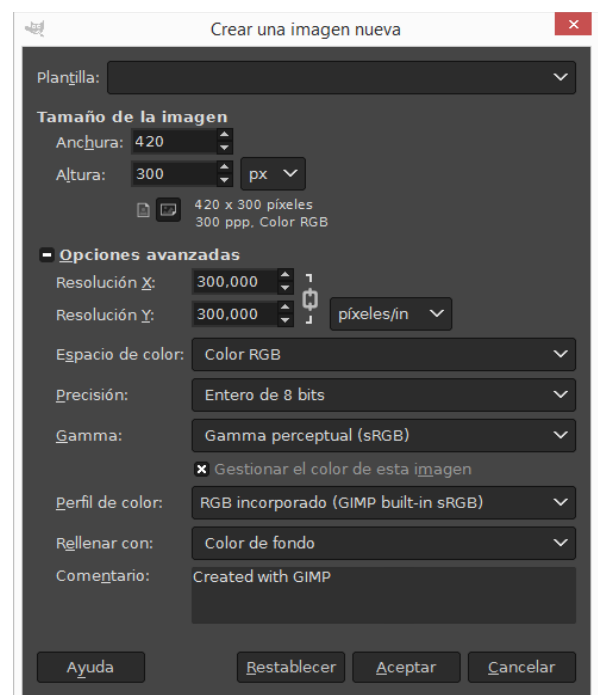 Crear una imagen nueva
Plantilla:
Tamaño de la imagen
Anchura: 420
Altura: 300 px
420 x 300 píxeles
300 ppp, Color RGB
Opciones avanzadas
Resolución X: 300,000
Resolución Y: 300,000 píxeles/in
Espacio de color: Color RGB
Precisión: Entero de 8 bits
Gamma: Gamma perceptual (sRGB)
Gestionar el color de esta imagen
Perfil de color: RGB incorporado (GIMP built-in sRGB)
Rellenar con: Color de fondo
Comentario: Created with GIMP
Ayuda Restablecer Aceptar Cancelar